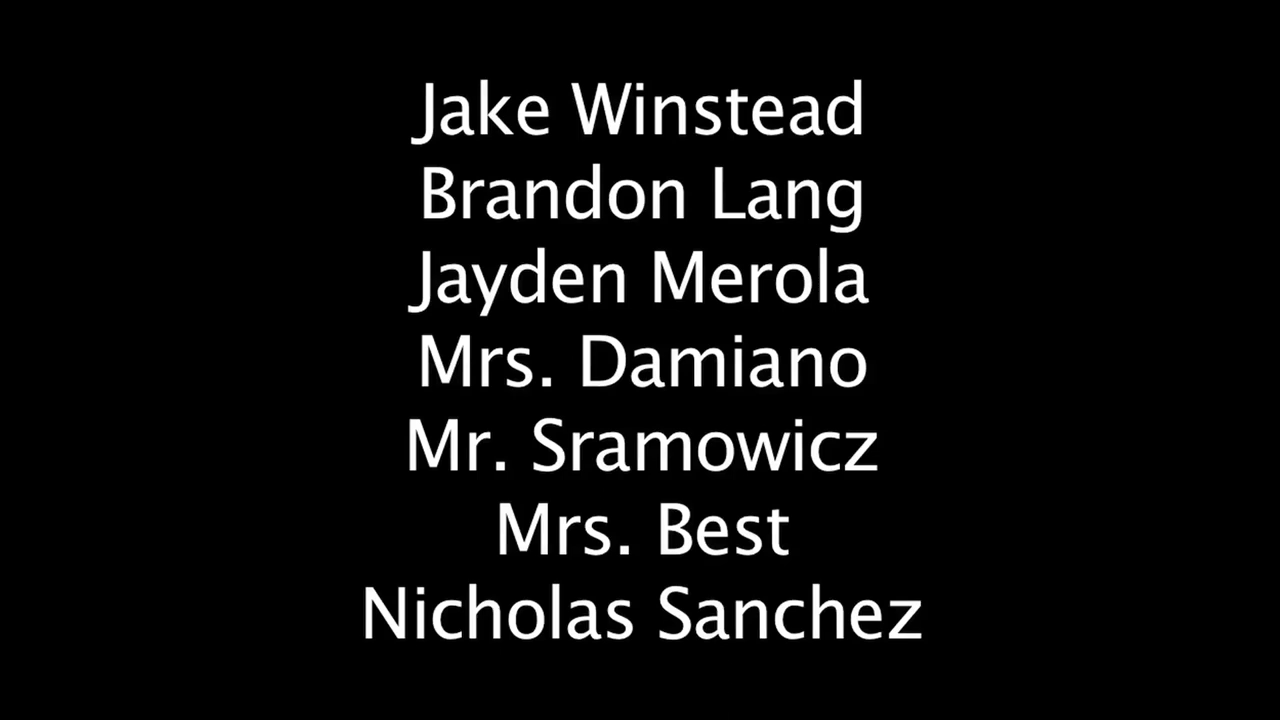 Jake Winstead
Brandon Lang
Jayden Merola
Mrs. Damiano
Mr. Sramowicz
Mrs. Best
Nicholas Sanchez